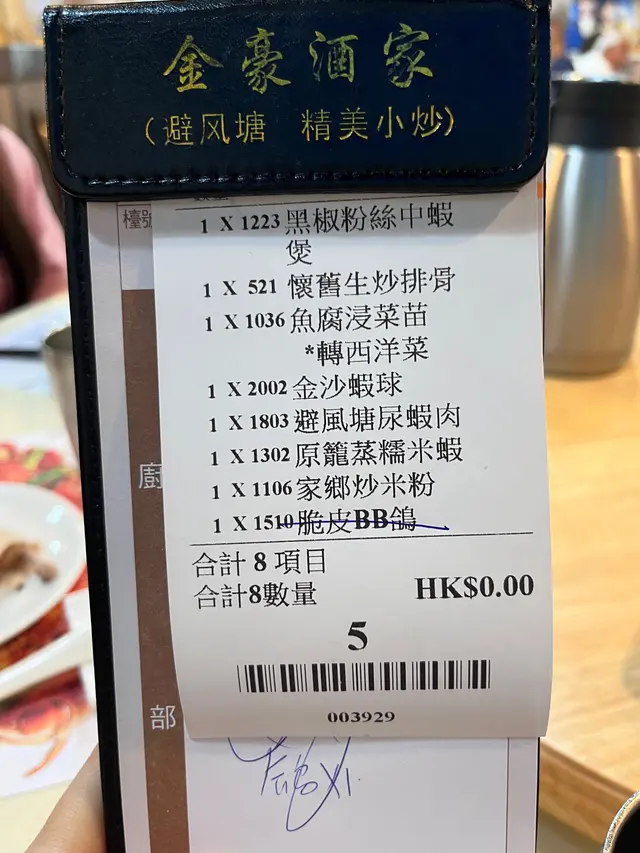 金豪酒家
(避风塘 精美小炒)
檯號
1 X 1223 黑椒粉絲中蝦
煲
1 X 521 懷舊生炒排骨
1 X 1036 魚腐浸菜苗
*轉西洋菜
1 X 2002 金沙蝦球
1 X 1803 避風塘尿蝦肉
1 X 1302 原籠蒸糯米蝦
1 X 1106 家鄉炒米粉
1 X 1510 脆皮BB鴿
合計 8 項目
合計8數量 HK$0.00
5
003929
廚
部